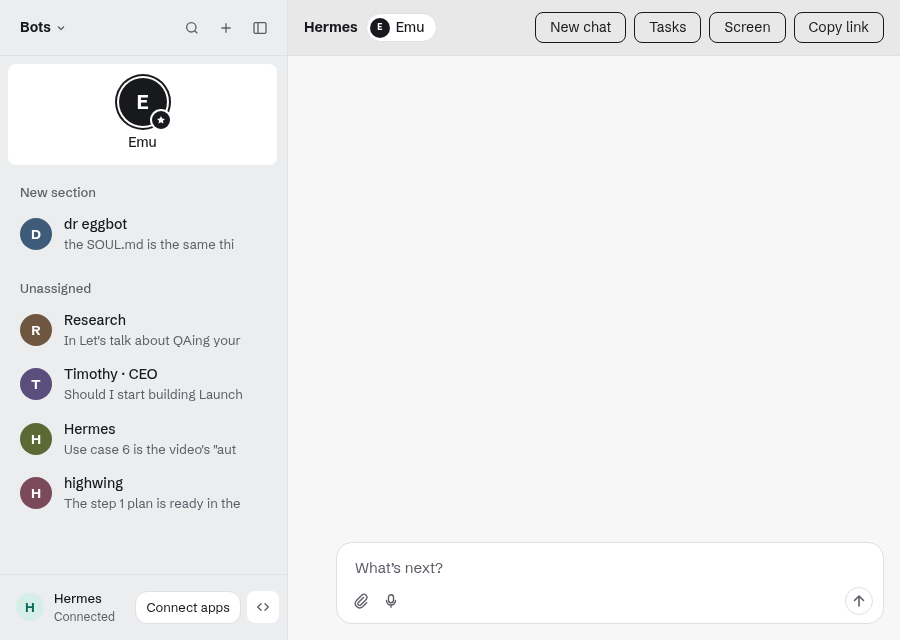 Bots
E
Emu
New section
D
dr eggbot
the SOUL.md is the same thi
Unassigned
R
Research
In Let's talk about QAing your
T
Timothy · CEO
Should I start building Launch
H
Hermes
Use case 6 is the video's "aut
H
highwing
The step 1 plan is ready in the
H
Hermes
Connected
Connect apps
Hermes
E
Emu
New chat
Tasks
Screen
Copy link
What's next?